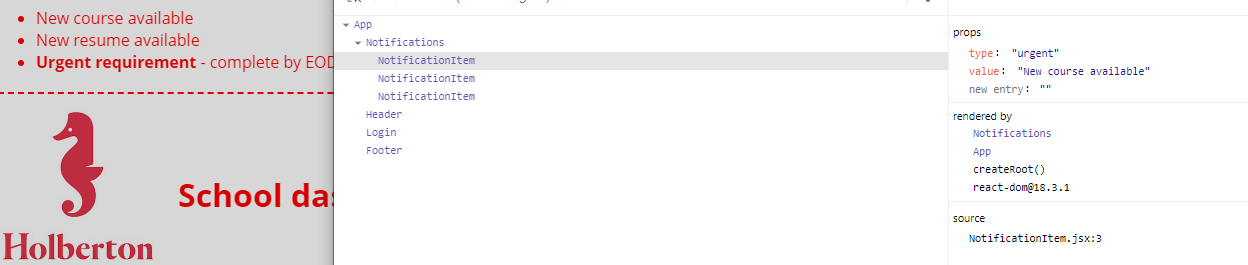 New course available
New resume available
Urgent requirement - complete by EOD
School das
Holberton
App
Notifications
NotificationItem
NotificationItem
NotificationItem
Header
Login
Footer
props
type: "urgent"
value: "New course available"
new entry: ""
rendered by
Notifications
App
createRoot()
react-dom@18.3.1
source
NotificationItem.jsx:3